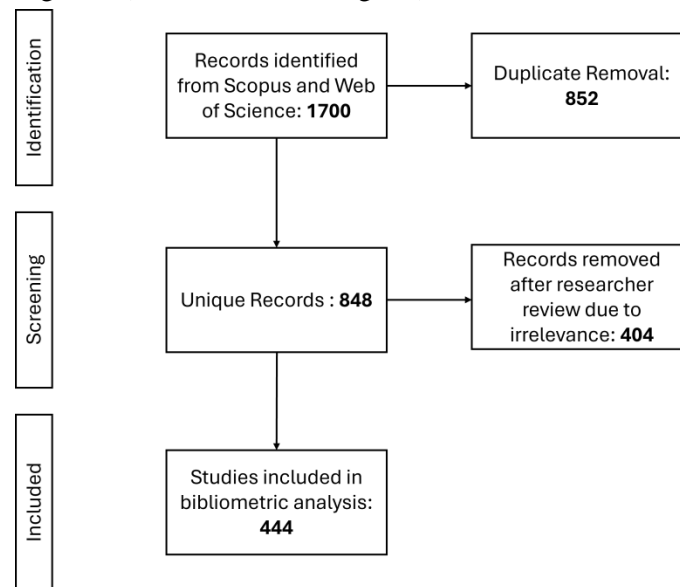 Identification
Records identified
from Scopus and Web
of Science: 1700
Duplicate Removal:
852
Screening
Unique Records : 848
Records removed
after researcher
review due to
irrelevance: 404
Included
Studies included in
bibliometric analysis:
444